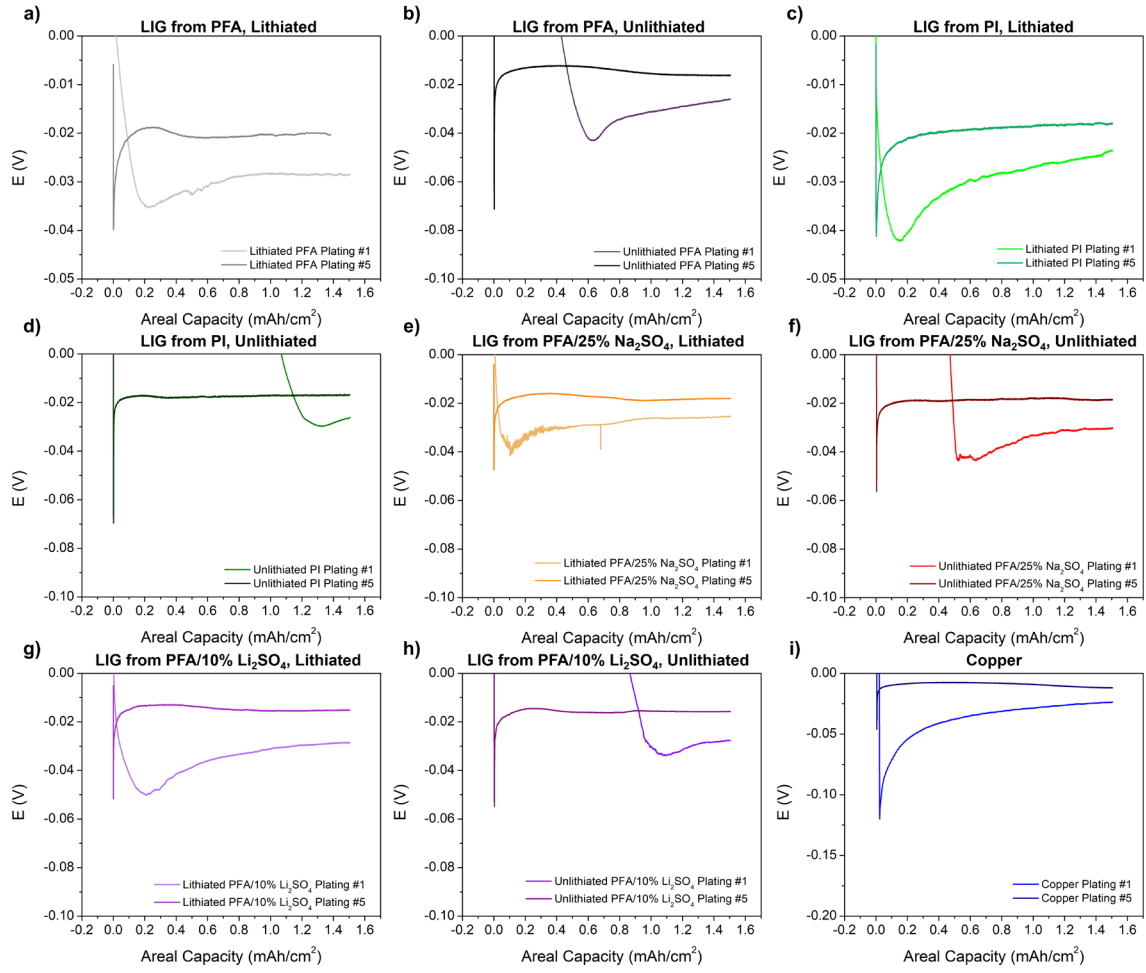 a)
LIG from PFA, Lithiated
E (V)
0.00
-0.01
-0.02
-0.03
-0.04
-0.05
Lithiated PFA Plating #1
Lithiated PFA Plating #5
-0.2 0.0 0.2 0.4 0.6 0.8 1.0 1.2 1.4 1.6
Areal Capacity (mAh/cm²)
b)
LIG from PFA, Unlithiated
E (V)
0.00
-0.02
-0.04
-0.06
-0.08
-0.10
Unlithiated PFA Plating #1
Unlithiated PFA Plating #5
-0.2 0.0 0.2 0.4 0.6 0.8 1.0 1.2 1.4 1.6
Areal Capacity (mAh/cm²)
c)
LIG from PI, Lithiated
E (V)
0.00
-0.01
-0.02
-0.03
-0.04
-0.05
Lithiated PI Plating #1
Lithiated PI Plating #5
-0.2 0.0 0.2 0.4 0.6 0.8 1.0 1.2 1.4 1.6
Areal Capacity (mAh/cm²)
d)
LIG from PI, Unlithiated
E (V)
0.00
-0.02
-0.04
-0.06
-0.08
-0.10
Unlithiated PI Plating #1
Unlithiated PI Plating #5
-0.2 0.0 0.2 0.4 0.6 0.8 1.0 1.2 1.4 1.6
Areal Capacity (mAh/cm²)
e)
LIG from PFA/25% Na₂SO₄, Lithiated
E (V)
0.00
-0.02
-0.04
-0.06
-0.08
-0.10
Lithiated PFA/25% Na₂SO₄ Plating #1
Lithiated PFA/25% Na₂SO₄ Plating #5
-0.2 0.0 0.2 0.4 0.6 0.8 1.0 1.2 1.4 1.6
Areal Capacity (mAh/cm²)
f)
LIG from PFA/25% Na₂SO₄, Unlithiated
E (V)
0.00
-0.02
-0.04
-0.06
-0.08
-0.10
Unlithiated PFA/25% Na₂SO₄ Plating #1
Unlithiated PFA/25% Na₂SO₄ Plating #5
-0.2 0.0 0.2 0.4 0.6 0.8 1.0 1.2 1.4 1.6
Areal Capacity (mAh/cm²)
g)
LIG from PFA/10% Li₂SO₄, Lithiated
E (V)
0.00
-0.02
-0.04
-0.06
-0.08
-0.10
Lithiated PFA/10% Li₂SO₄ Plating #1
Lithiated PFA/10% Li₂SO₄ Plating #5
-0.2 0.0 0.2 0.4 0.6 0.8 1.0 1.2 1.4 1.6
Areal Capacity (mAh/cm²)
h)
LIG from PFA/10% Li₂SO₄, Unlithiated
E (V)
0.00
-0.02
-0.04
-0.06
-0.08
-0.10
Unlithiated PFA/10% Li₂SO₄ Plating #1
Unlithiated PFA/10% Li₂SO₄ Plating #5
-0.2 0.0 0.2 0.4 0.6 0.8 1.0 1.2 1.4 1.6
Areal Capacity (mAh/cm²)
i)
Copper
E (V)
0.00
-0.05
-0.10
-0.15
-0.20
Copper Plating #1
Copper Plating #5
-0.2 0.0 0.2 0.4 0.6 0.8 1.0 1.2 1.4 1.6
Areal Capacity (mAh/cm²)